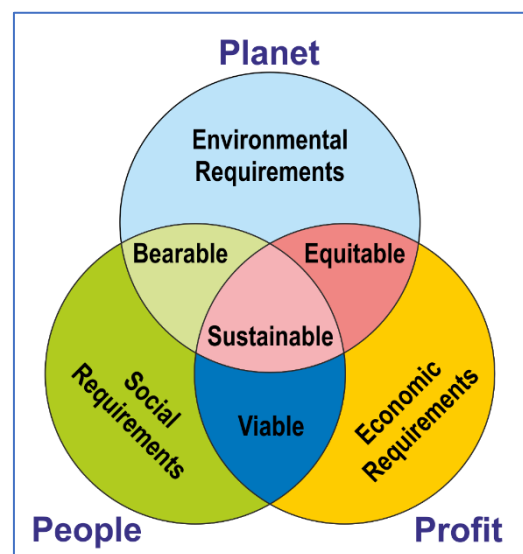 Planet
Environmental
Requirements
Bearable
Equitable
Sustainable
Social
Requirements
Viable
Economic
Requirements
People
Profit